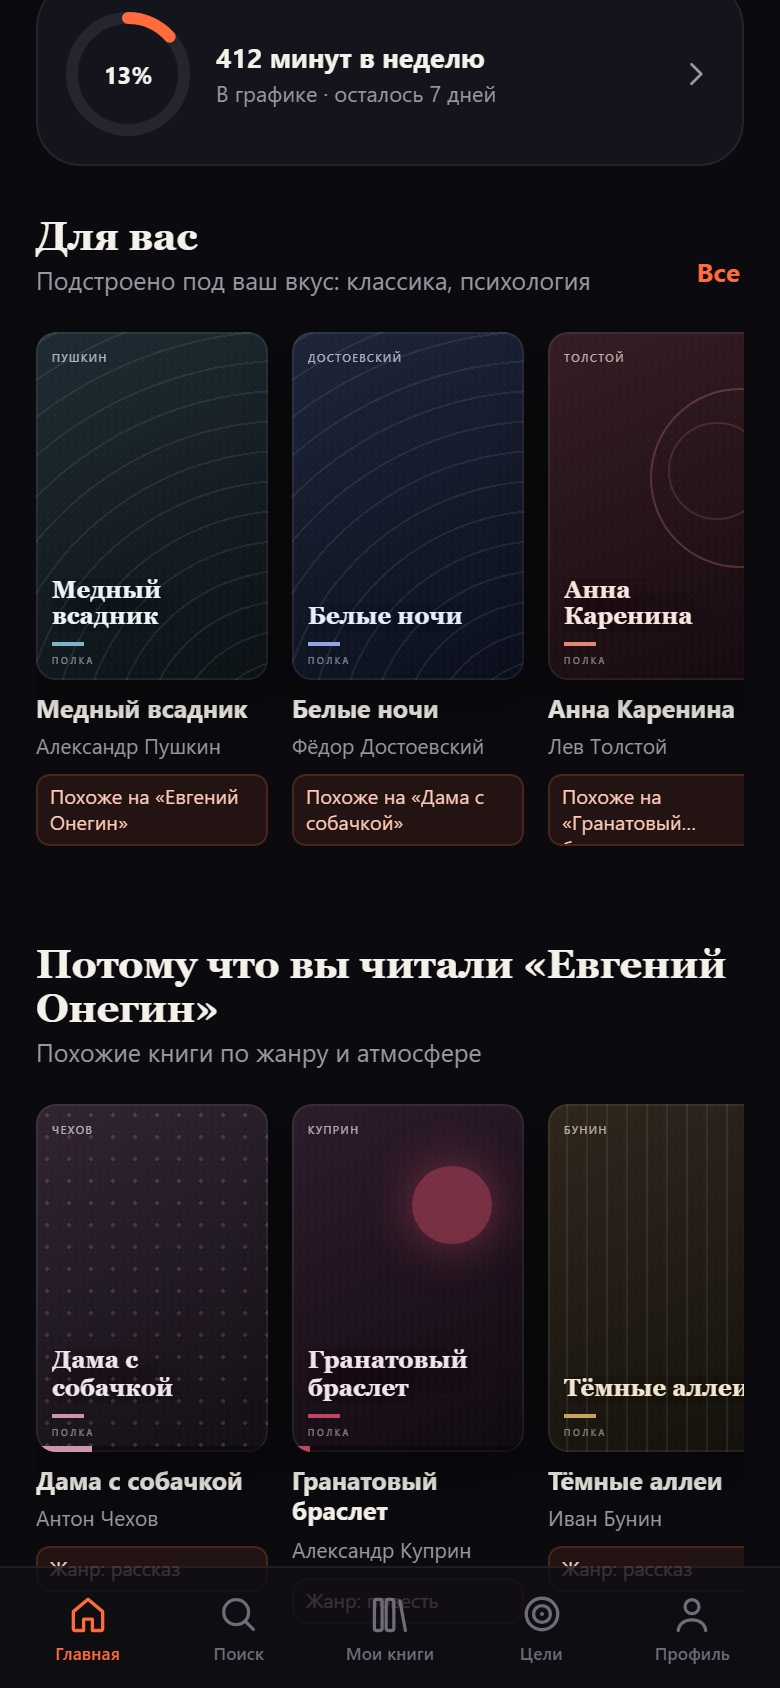 13%
412 минут в неделю
В графике · осталось 7 дней
Для вас
Подстроено под ваш вкус: классика, психология
Все
ПУШКИН
Медный
всадник
ПОЛКА
ДОСТОЕВСКИЙ
Белые ночи
ПОЛКА
ТОЛСТОЙ
Анна
Каренина
ПОЛКА
Медный всадник
Александр Пушкин
Похоже на «Евгений
Онегин»
Белые ночи
Фёдор Достоевский
Похоже на «Дама с
собачкой»
Анна Каренина
Лев Толстой
Похоже на
«Гранатовый…
Потому что вы читали «Евгений
Онегин»
Похожие книги по жанру и атмосфере
ЧЕХОВ
Дама с
собачкой
ПОЛКА
КУПРИН
Гранатовый
браслет
ПОЛКА
БУНИН
Тёмные аллеи
ПОЛКА
Дама с собачкой
Антон Чехов
Жанр: рассказ
Гранатовый
браслет
Александр Куприн
Жанр: повесть
Тёмные аллеи
Иван Бунин
Жанр: рассказ
Главная
Поиск
Мои книги
Цели
Профиль